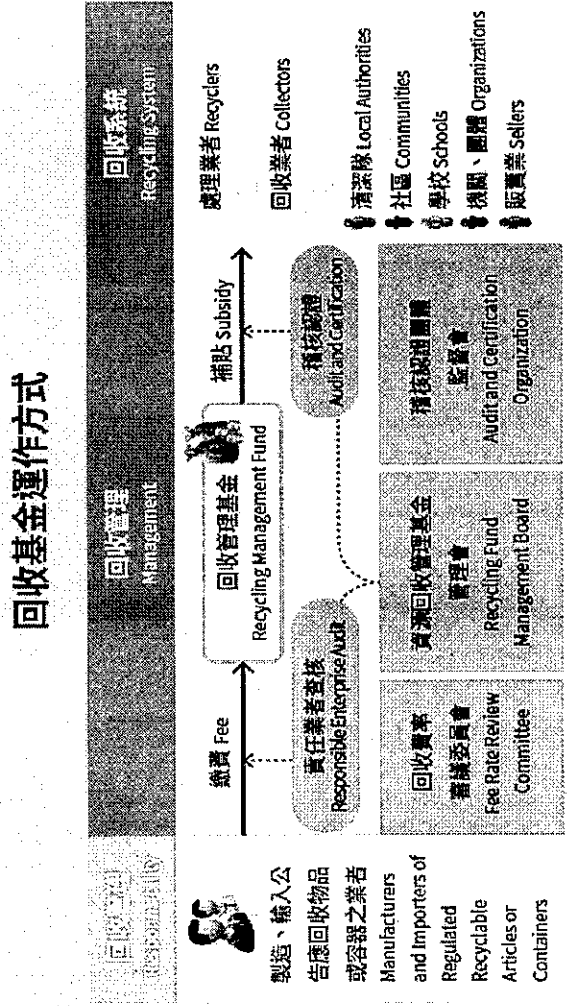 回收基金運作方式
回收責任
Responsibility
回收管理
Management
回收系統
Recycling System
製造、輸入公
告應回收物品
或容器之業者
Manufacturers
and Importers of
Regulated
Recyclable
Articles or
Containers
繳費 Fee
回收管理基金
Recycling Management Fund
補貼 Subsidy
責任業者查核
Responsible Enterprise Audit
稽核認證
Audit and Certification
回收費率
審議委員會
Fee Rate Review
Committee
資源回收管理基金
管理會
Recycling Fund
Management Board
稽核認證團體
監督會
Audit and Certification
Organization
處理業者 Recyclers
回收業者 Collectors
清潔隊 Local Authorities
社區 Communities
學校 Schools
機關、團體 Organizations
販賣業 Sellers